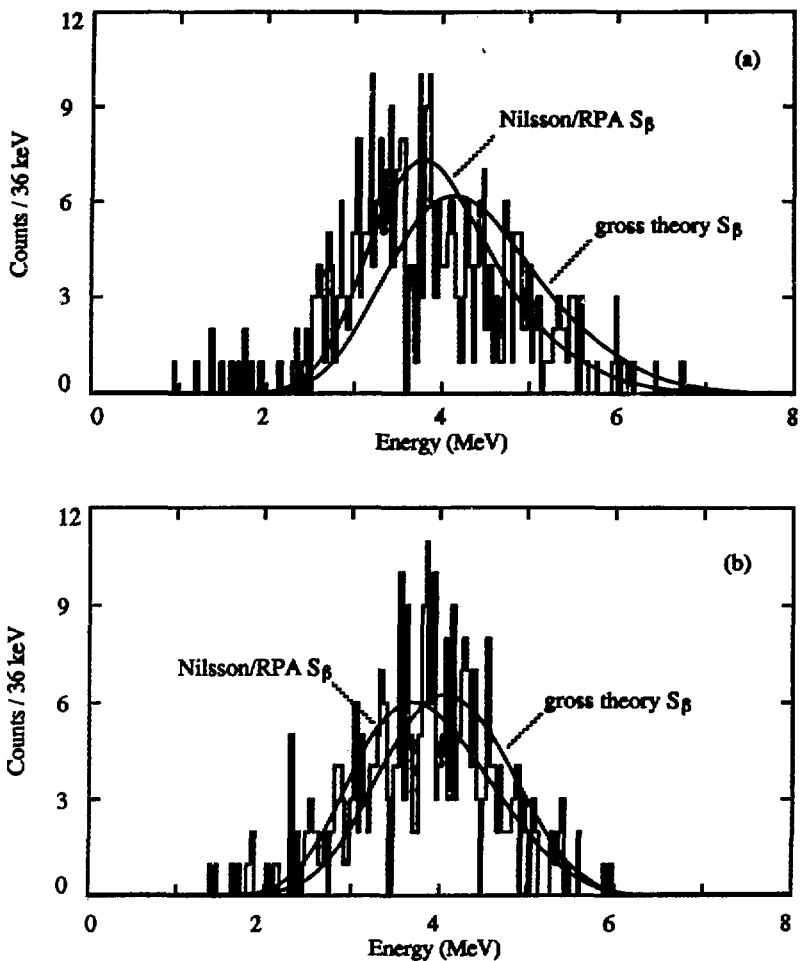 12
(a)
9
Nilsson/RPA Sβ
Counts / 36 keV
6
gross theory Sβ
3
0
0 2 4 6 8
Energy (MeV)
12
(b)
9
Counts / 36 keV
Nilsson/RPA Sβ
6
gross theory Sβ
3
0
0 2 4 6 8
Energy (MeV)